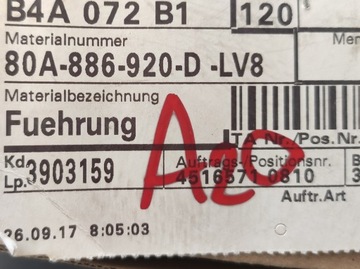 B4A 072 B1 120
Materialnummer Men
80A-886-920-D -LV8
Materialbezeichnung
Fuehrung
TA Nr./Pos.Nr.
Kd Auftrags-/Positionsnr.
Lp. 3903159 4516571 0810 3
A20
Auftr.Art
26.09.17 8:05:03